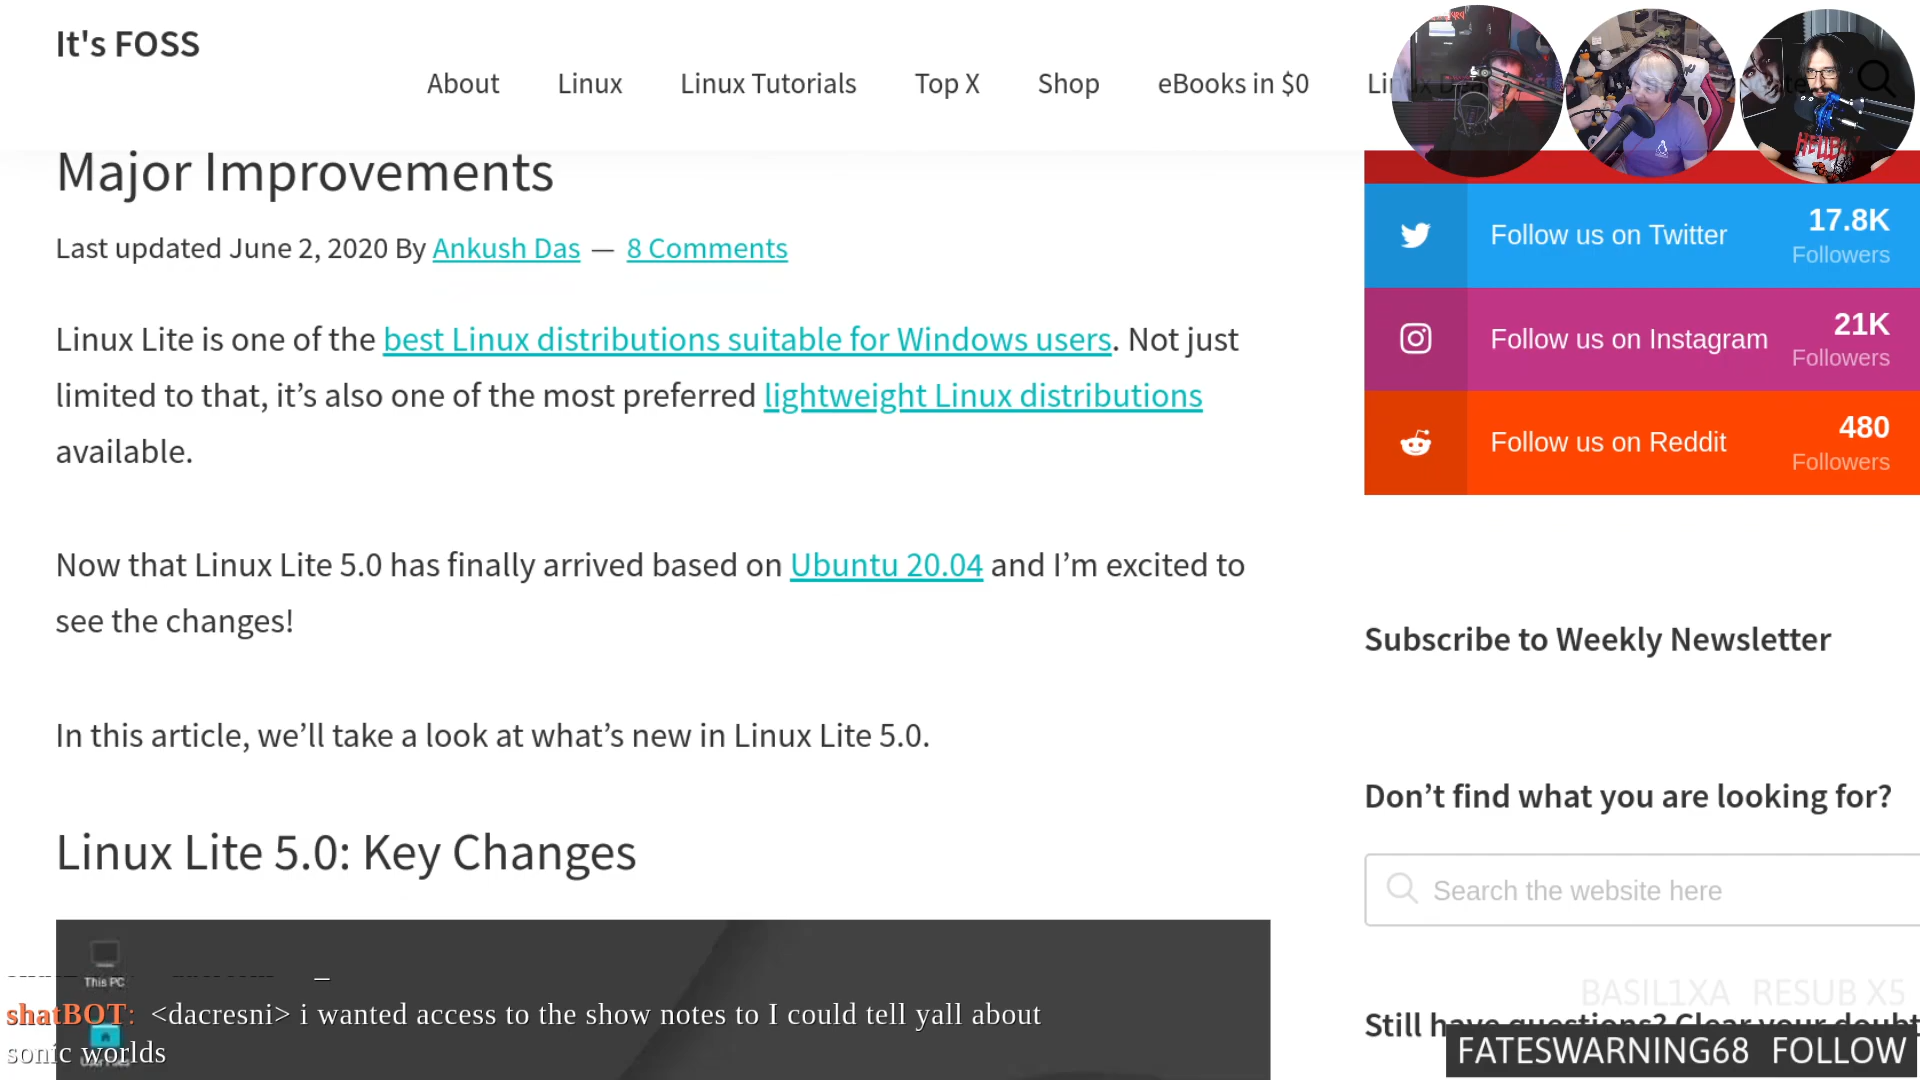 It's FOSS
About Linux Linux Tutorials Top X Shop eBooks in $0
Major Improvements
Last updated June 2, 2020 By Ankush Das — 8 Comments
Linux Lite is one of the best Linux distributions suitable for Windows users. Not just
limited to that, it’s also one of the most preferred lightweight Linux distributions
available.
Now that Linux Lite 5.0 has finally arrived based on Ubuntu 20.04 and I’m excited to
see the changes!
In this article, we’ll take a look at what’s new in Linux Lite 5.0.
Linux Lite 5.0: Key Changes
This PC
shatBOT: <dacresni> i wanted access to the show notes to I could tell yall about
sonic worlds
Follow us on Twitter
17.8K
Followers
Follow us on Instagram
21K
Followers
Follow us on Reddit
480
Followers
Subscribe to Weekly Newsletter
Don’t find what you are looking for?
Search the website here
BASIL1XA RESUB X5
Still have questions? Clear your doubt
FATESWARNING68 FOLLOW